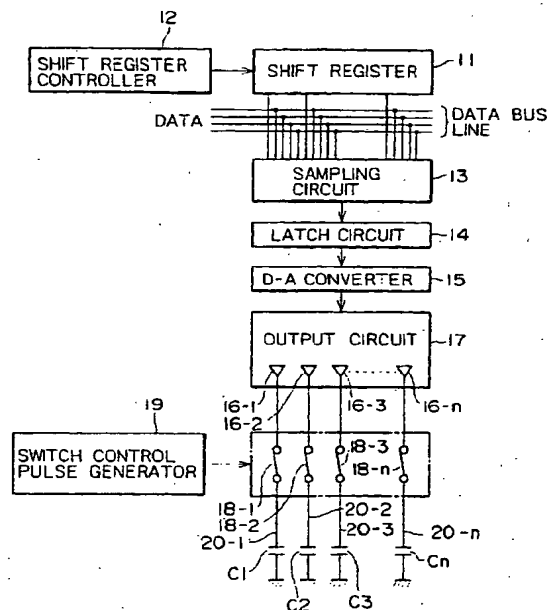 12
SHIFT REGISTER
CONTROLLER
SHIFT REGISTER
11
DATA
DATA BUS
LINE
SAMPLING
CIRCUIT
13
LATCH CIRCUIT
14
D-A CONVERTER
15
OUTPUT CIRCUIT
17
16-1
16-2
16-3
16-n
19
SWITCH CONTROL
PULSE GENERATOR
18-1
18-2
18-3
18-n
20-1
20-2
20-3
20-n
C1
C2
C3
Cn